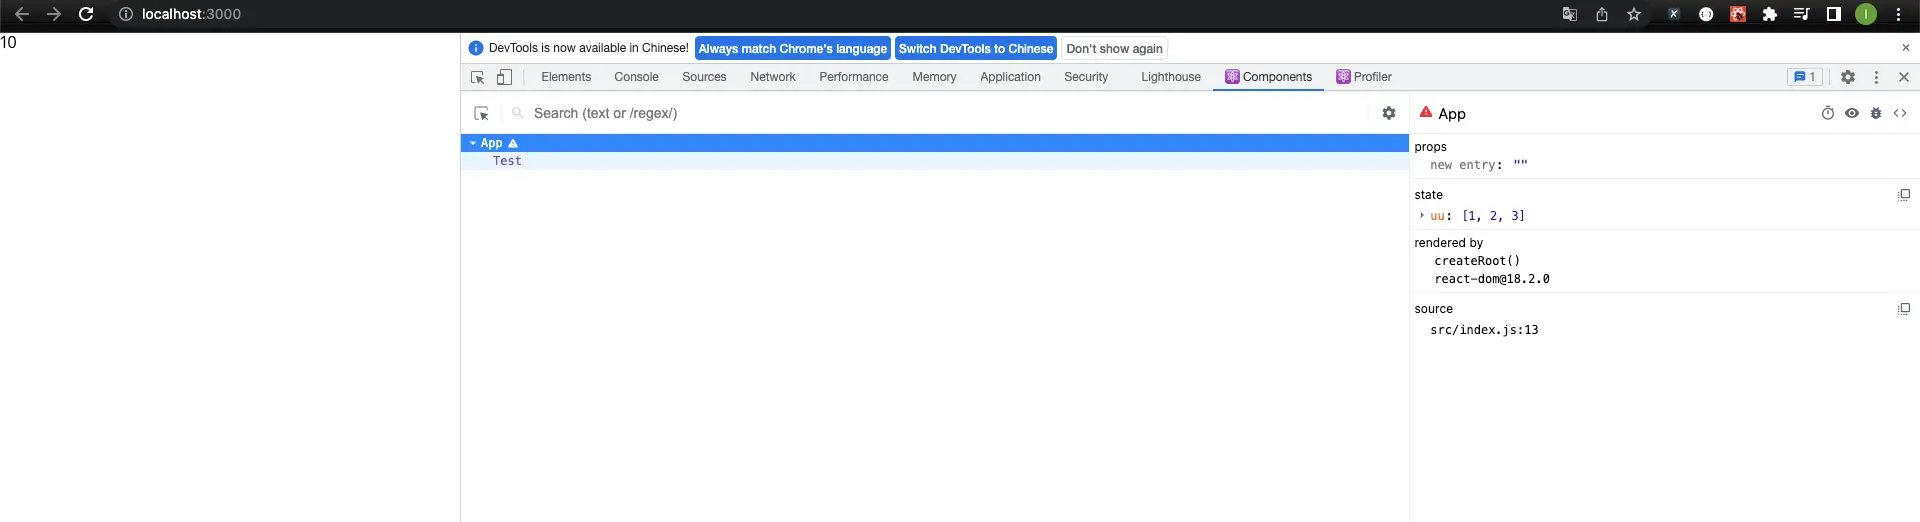 localhost:3000
10
DevTools is now available in Chinese! Always match Chrome's language Switch DevTools to Chinese Don't show again
Elements Console Sources Network Performance Memory Application Security Lighthouse Components Profiler 1
Search (text or /regex/)
App
Test
App
props
new entry: ""
state
uu: [1, 2, 3]
rendered by
createRoot()
react-dom@18.2.0
source
src/index.js:13